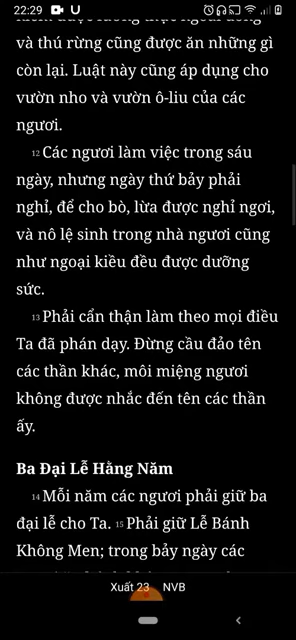 22:29
và thú rừng cũng được ăn những gì
còn lại. Luật này cũng áp dụng cho
vườn nho và vườn ô-liu của các
ngươi.
12 Các ngươi làm việc trong sáu
ngày, nhưng ngày thứ bảy phải
nghỉ, để cho bò, lừa được nghỉ ngơi,
và nô lệ sinh trong nhà ngươi cũng
như ngoại kiều đều được dưỡng
sức.
13 Phải cẩn thận làm theo mọi điều
Ta đã phán dạy. Đừng cầu đảo tên
các thần khác, môi miệng ngươi
không được nhắc đến tên các thần
ấy.
Ba Đại Lễ Hằng Năm
14 Mỗi năm các ngươi phải giữ ba
đại lễ cho Ta. 15 Phải giữ Lễ Bánh
Không Men; trong bảy ngày các
Xuất 23 NVB